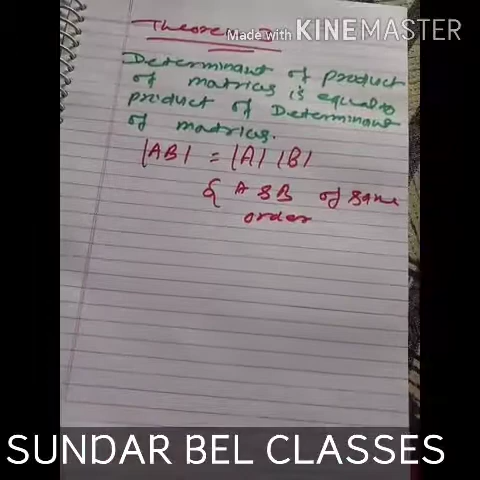 Made with KINEMASTER
Theorem
Determinant of product
of matrices is equal to
product of Determinant
of matrices.
|AB| = |A| |B|
{ A & B of same
order
SUNDAR BEL CLASSES